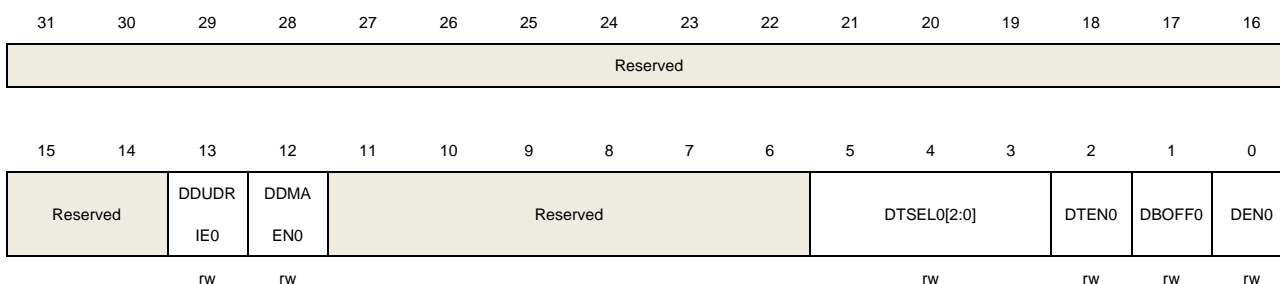 31 30 29 28 27 26 25 24 23 22 21 20 19 18 17 16
Reserved
15 14 13 12 11 10 9 8 7 6 5 4 3 2 1 0
Reserved DDUDR DDMA Reserved DTSEL0[2:0] DTEN0 DBOFF0 DEN0
IE0 EN0
rw rw rw rw rw rw